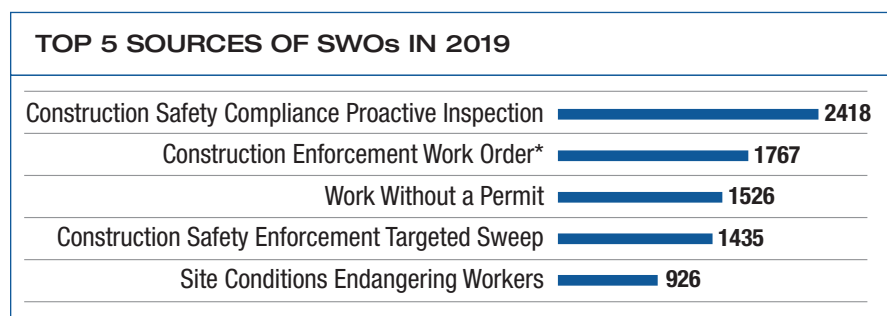 TOP 5 SOURCES OF SWOs IN 2019
Construction Safety Compliance Proactive Inspection 2418
Construction Enforcement Work Order* 1767
Work Without a Permit 1526
Construction Safety Enforcement Targeted Sweep 1435
Site Conditions Endangering Workers 926